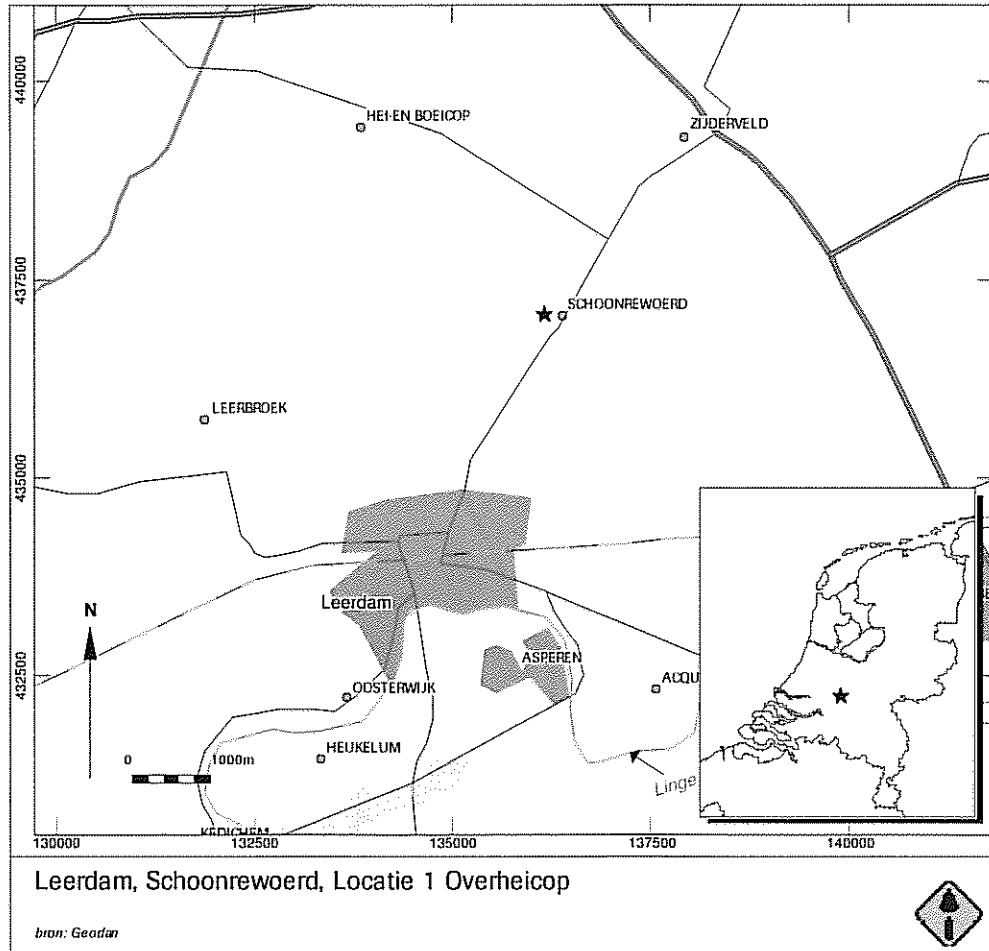 440000
437500
435000
432500
HEI-EN BOEICOP
ZIJDERVELD
SCHOONREWOERD
LEERBROEK
Leerdam
N
ASPEREN
OOSTERWIJK
ACQU
0 1000m
HEUKELUM
Linge
KEDICHEM
130000 132500 135000 137500 140000
Leerdam, Schoonrewoerd, Locatie 1 Overheicop
bron: Geodan